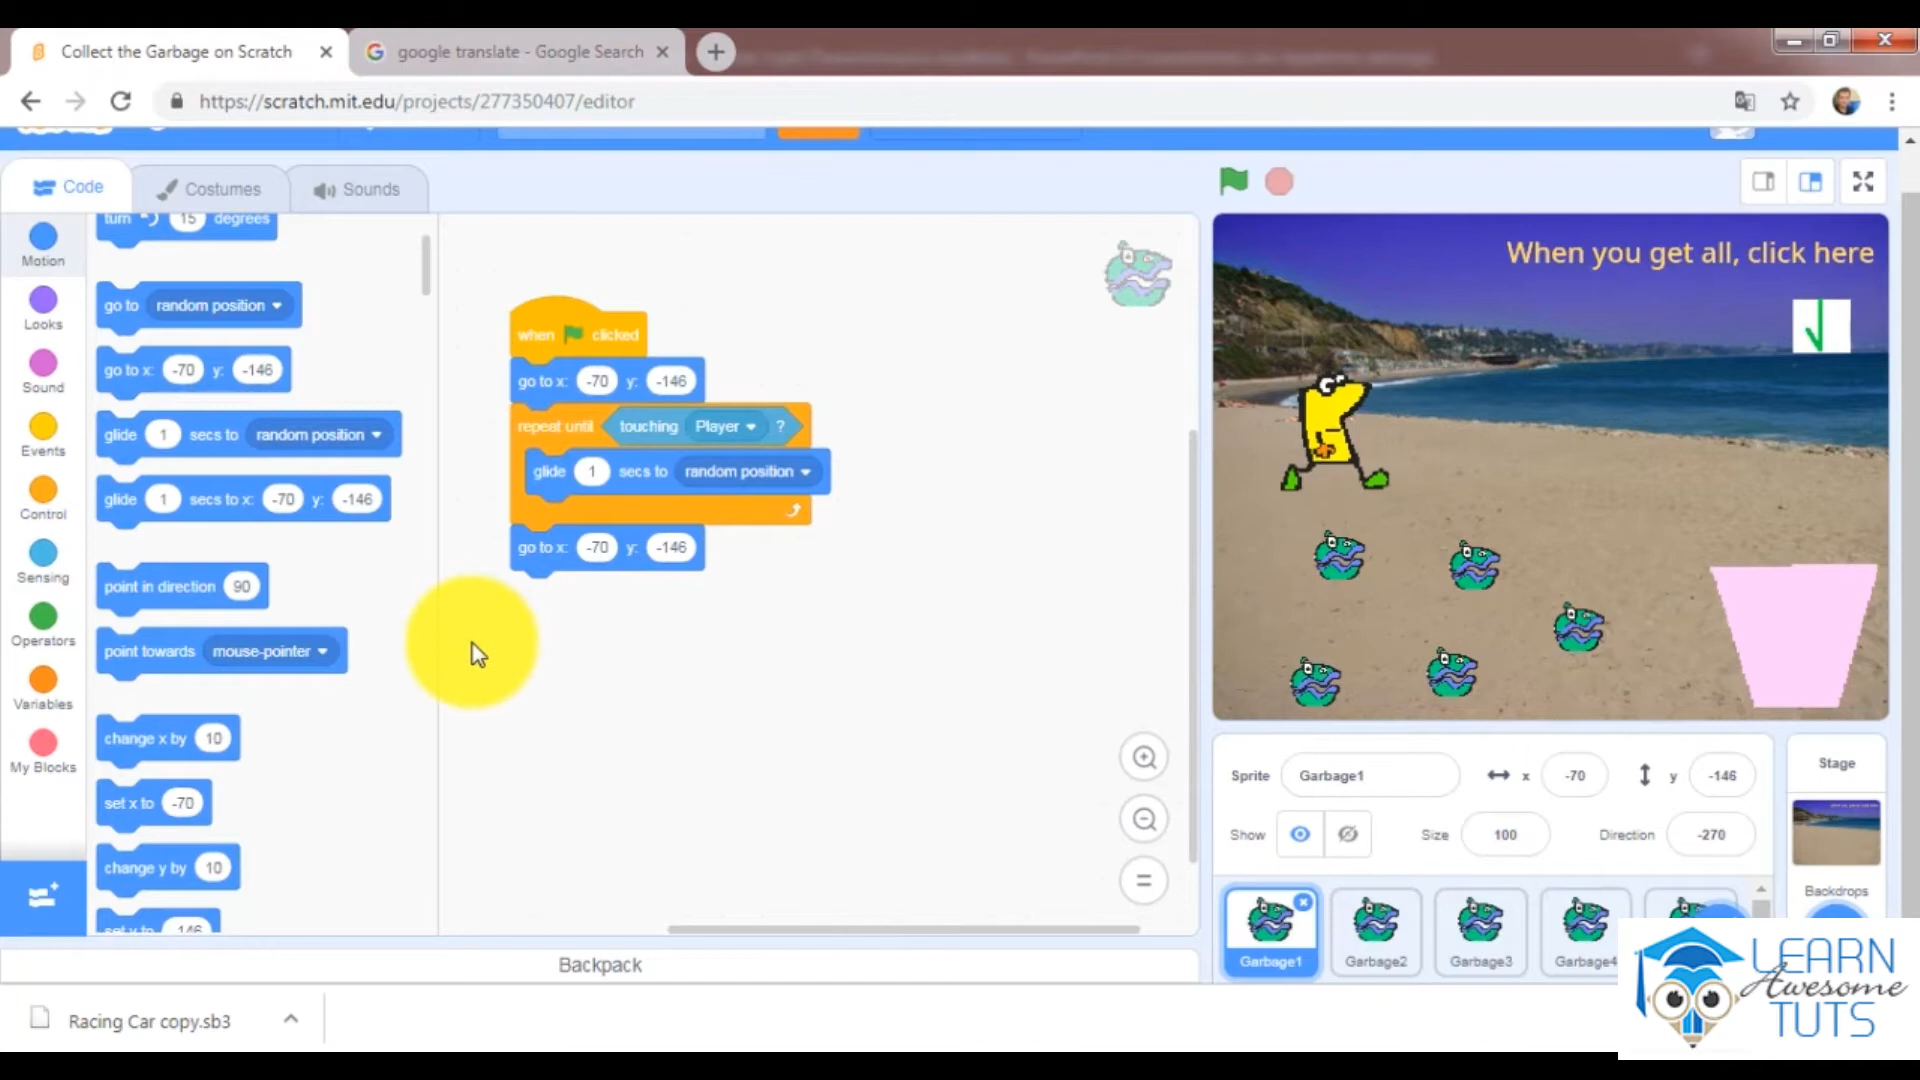 Collect the Garbage on Scratch
google translate - Google Search
https://scratch.mit.edu/projects/277350407/editor
Code
Costumes
Sounds
Motion
Looks
Sound
Events
Control
Sensing
Operators
Variables
My Blocks
turn 15 degrees
go to random position
go to x: -70 y: -146
glide 1 secs to random position
glide 1 secs to x: -70 y: -146
point in direction 90
point towards mouse-pointer
change x by 10
set x to -70
change y by 10
set y to -146
when clicked
go to x: -70 y: -146
repeat until touching Player ?
glide 1 secs to random position
go to x: -70 y: -146
When you get all, click here
Sprite Garbage1 x -70 y -146
Show Size 100 Direction -270
Stage
Backdrops
Garbage1
Garbage2
Garbage3
Garbage4
Backpack
Racing Car copy.sb3
LEARN
Awesome
TUTS